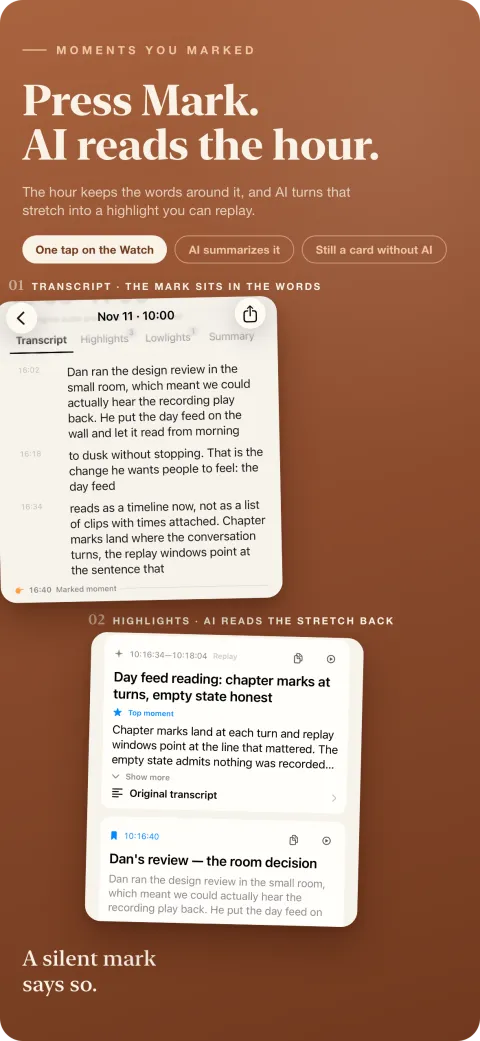 MOMENTS YOU MARKED
Press Mark.
AI reads the hour.
The hour keeps the words around it, and AI turns that
stretch into a highlight you can replay.
One tap on the Watch
AI summarizes it
Still a card without AI
01 TRANSCRIPT · THE MARK SITS IN THE WORDS
Nov 11 · 10:00
Transcript Highlights 3 Lowlights 1 Summary
16:02
Dan ran the design review in the
small room, which meant we could
actually hear the recording play
back. He put the day feed on the
wall and let it read from morning
16:18
to dusk without stopping. That is the
change he wants people to feel: the
day feed
16:34
reads as a timeline now, not as a list
of clips with times attached. Chapter
marks land where the conversation
turns, the replay windows point at
the sentence that
16:40 Marked moment
02 HIGHLIGHTS · AI READS THE STRETCH BACK
10:16:34—10:18:04 Replay
Day feed reading: chapter marks at
turns, empty state honest
Top moment
Chapter marks land at each turn and replay
windows point at the line that mattered. The
empty state admits nothing was recorded...
Show more
Original transcript
10:16:40
Dan's review — the room decision
Dan ran the design review in the small room,
which meant we could actually hear the
recording play back. He put the day feed on
A silent mark
says so.